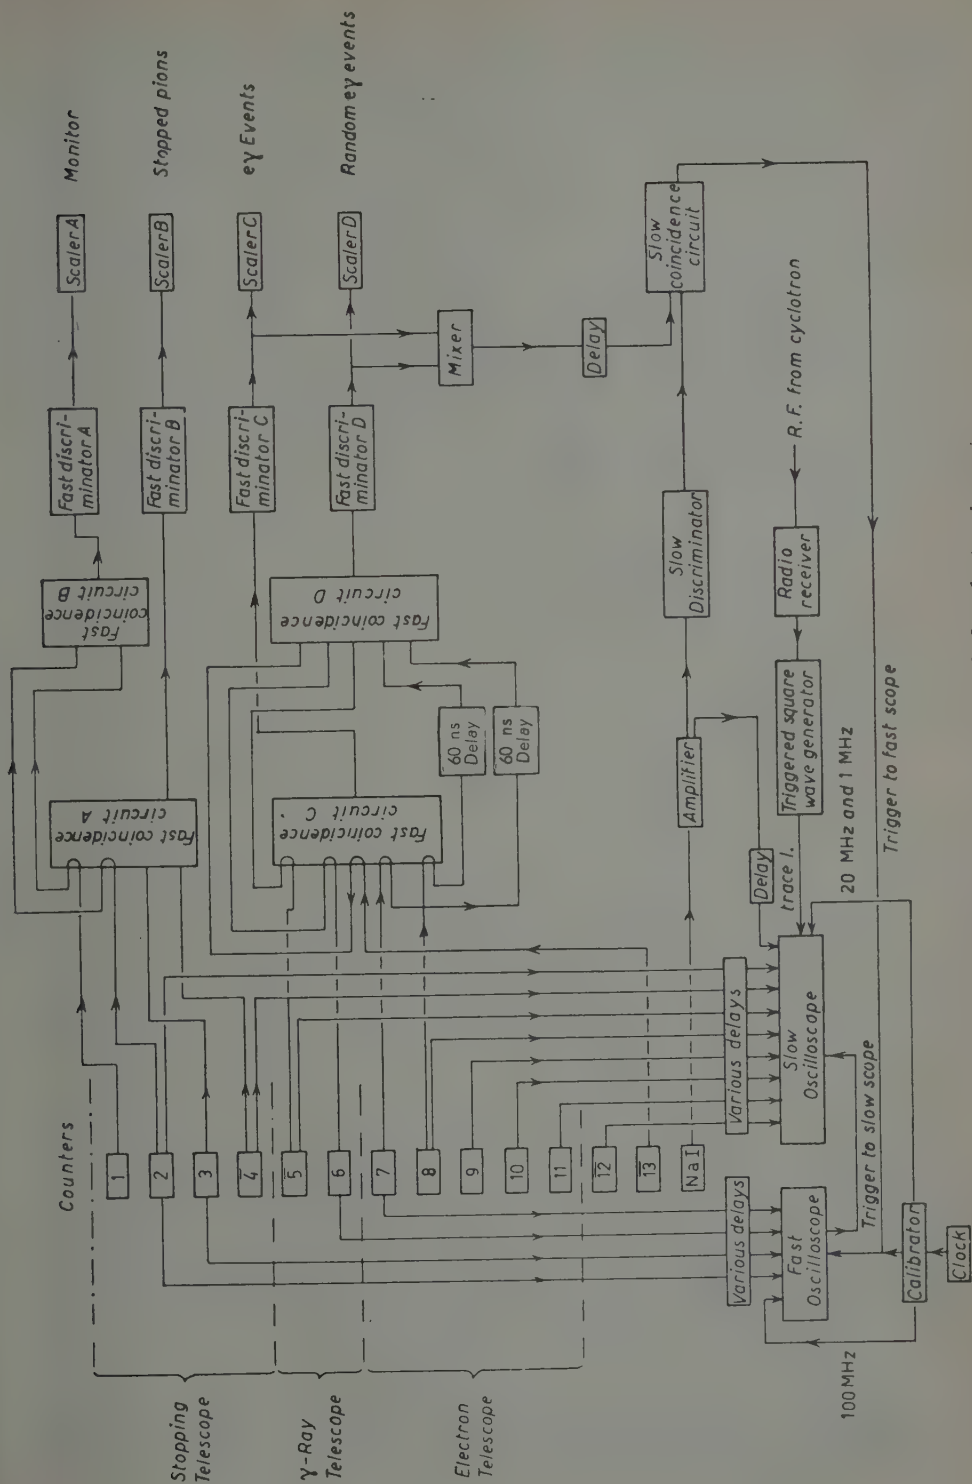 Monitor
Stopped pions
eγ Events
Random eγ events
Scaler A
Scaler B
Scaler C
Scaler D
Fast discri-
minator A
Fast discri-
minator B
Fast discri-
minator C
Fast discri-
minator D
Mixer
Delay
Slow
coincidence
circuit
Fast
coincidence
circuit B
Fast coincidence
circuit A
Fast coincidence
circuit D
Fast coincidence
circuit C
60 ns
Delay
60 ns
Delay
Slow
Discriminator
Amplifier
R.F. from cyclotron
Radio
receiver
Triggered square
wave generator
trace I.
Delay
20 MHz and 1 MHz
Trigger to fast scope
Counters
1
2
3
4̅
5̅
6
7
8
9
10
11
1̅2̅
1̅3̅
NaI
Various delays
Slow
Oscilloscope
Various delays
Fast
Oscilloscope
Trigger to slow scope
Calibrator
Clock
100 MHz
Stopping
Telescope
γ-Ray
Telescope
Electron
Telescope